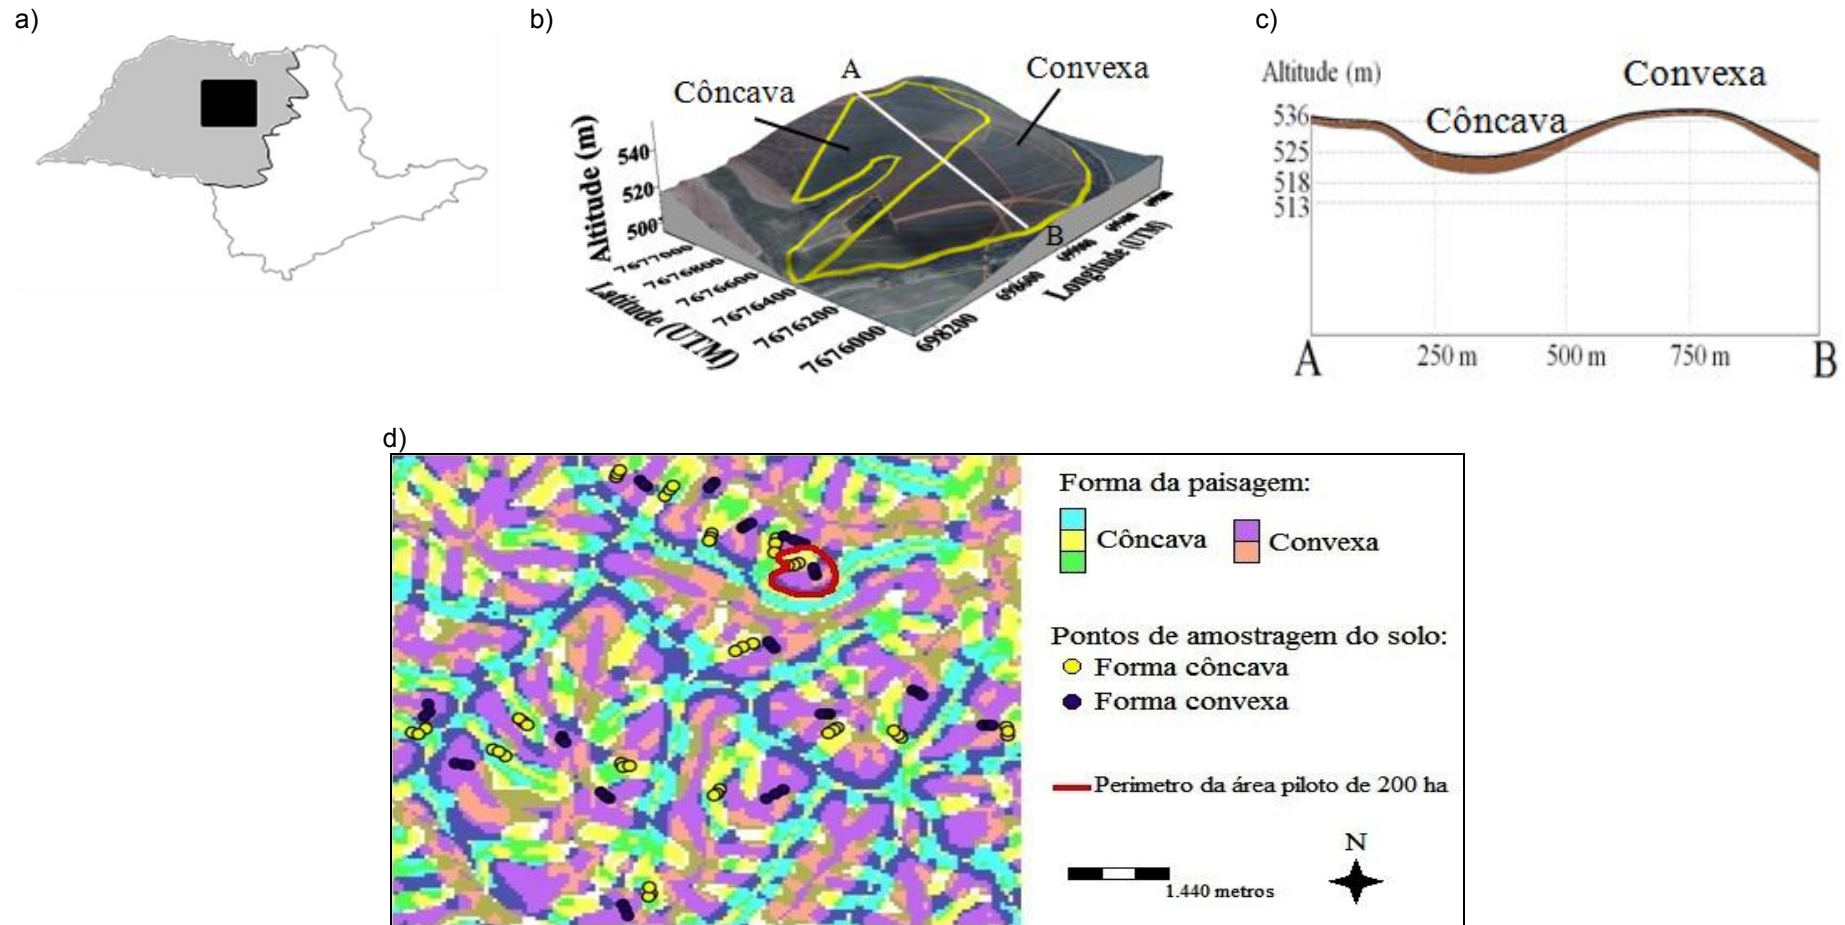 a)
b)
c)
A
Côncava
Convexa
Altitude (m)
540
520
500
7677000
7676800
7676600
7676400
7676200
7676000
Latitude (UTM)
B
698600
698200
Longitude (UTM)
Altitude (m)
Convexa
536
Côncava
525
518
513
A
250 m
500 m
750 m
B
d)
Forma da paisagem:
Côncava
Convexa
Pontos de amostragem do solo:
Forma côncava
Forma convexa
Perimetro da área piloto de 200 ha
N
1.440 metros